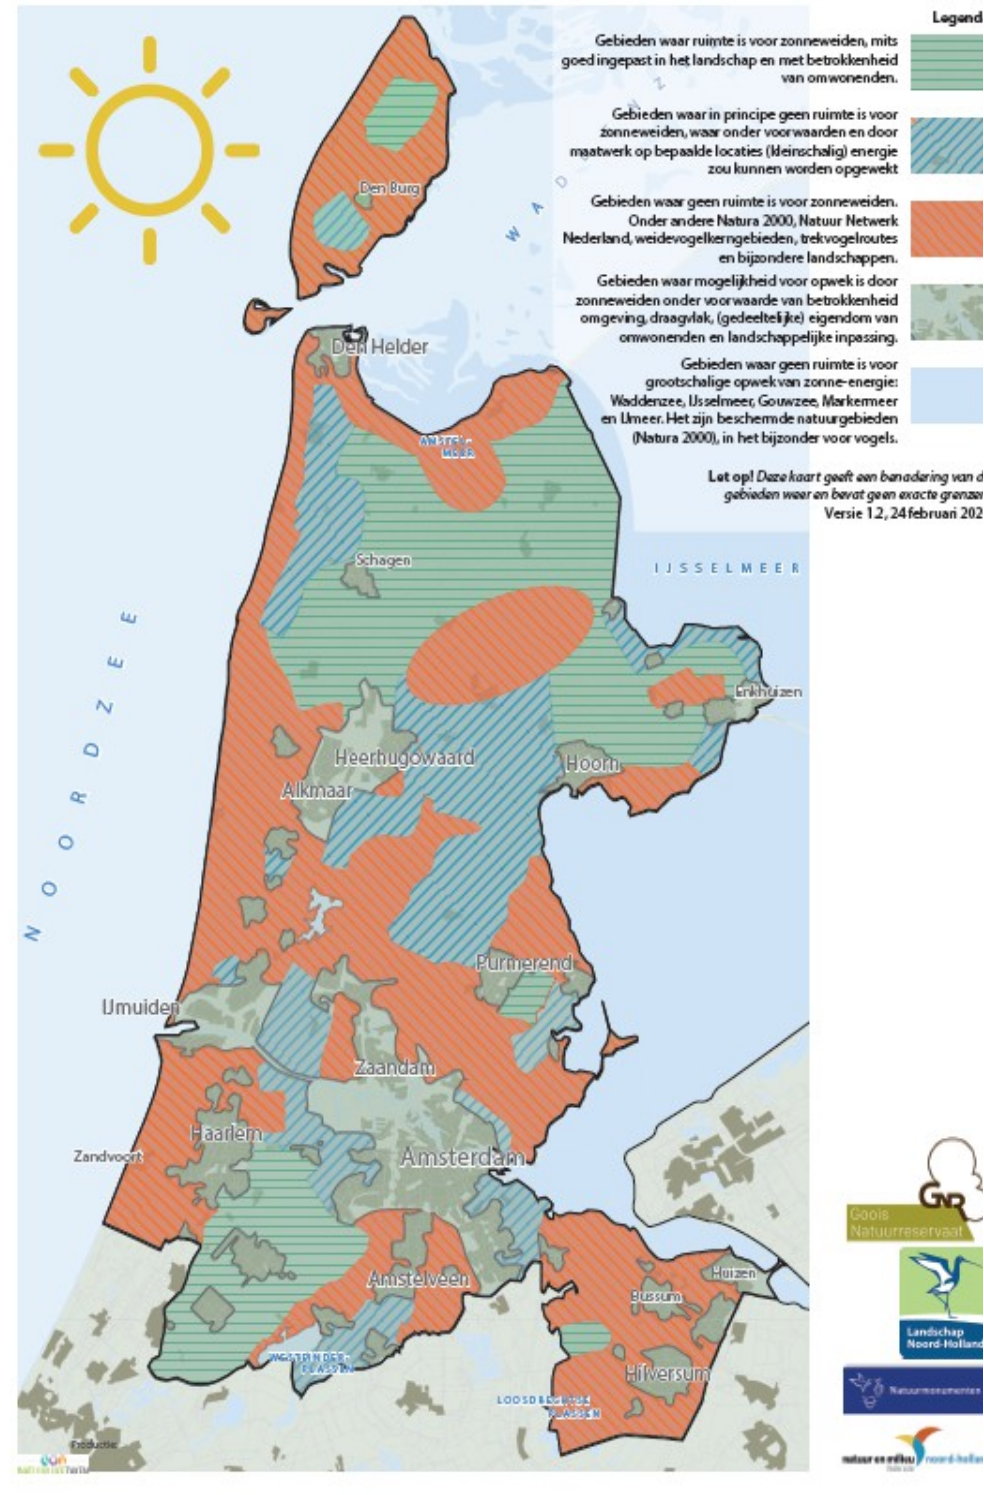 Legend
Gebieden waar ruimte is voor zonneweiden, mits
goed ingepast in het landschap en met betrokkenheid
van omwonenden.
Gebieden waar in principe geen ruimte is voor
zonneweiden, waar onder voorwaarden en door
maatwerk op bepaalde locaties (kleinschalig) energie
zou kunnen worden opgewekt
Gebieden waar geen ruimte is voor zonneweiden.
Onder andere Natura 2000, Natuur Netwerk
Nederland, weidevogelkerngebieden, trekvogelroutes
en bijzondere landschappen.
Gebieden waar mogelijkheid voor opwek is door
zonneweiden onder voorwaarde van betrokkenheid
omgeving, draagvlak, (gedeeltelijke) eigendom van
omwonenden en landschappelijke inpassing.
Gebieden waar geen ruimte is voor
grootschalige opwek van zonne-energie:
Waddenzee, IJsselmeer, Gouwzee, Markermeer
en IJmeer. Het zijn beschermde natuurgebieden
(Natura 2000), in het bijzonder voor vogels.
Let op! Deze kaart geeft een benadering van d
gebieden weer en bevat geen exacte grenzen
Versie 1.2, 24 februari 202
W A D D E N Z
Den Burg
Den Helder
AMSTEL-
MEER
Schagen
IJSSELMEER
NOORDZEE
Enkhuizen
Heerhugowaard
Hoorn
Alkmaar
Purmerend
IJmuiden
Zaandam
Haarlem
Zandvoort
Amsterdam
Amstelveen
Huizen
Bussum
WESTEINDER-
PLASSEN
Hilversum
LOOSDRECHTSE
PLASSEN
Productie:
GNR
Goois
Natuurreservaat
Landschap
Noord-Holland
Natuurmonumenten
natuur en milieu
noord-holland